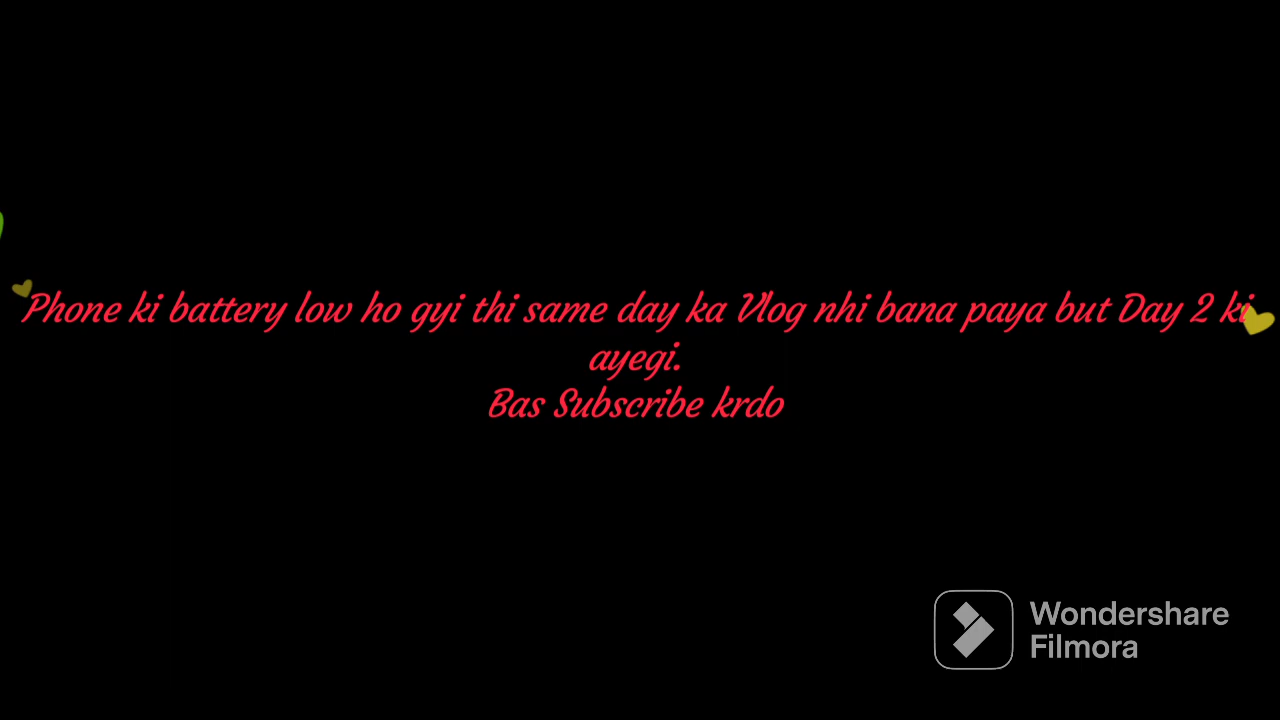 Phone ki battery low ho gyi thi same day ka Vlog nhi bana paya but Day 2 ki
ayegi.
Bas Subscribe krdo
Wondershare
Filmora